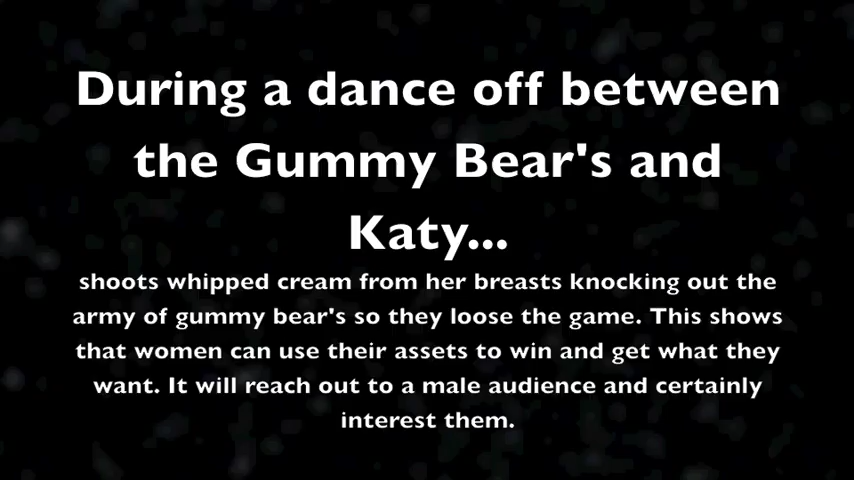 During a dance off between
the Gummy Bear's and
Katy...
shoots whipped cream from her breasts knocking out the
army of gummy bear's so they loose the game. This shows
that women can use their assets to win and get what they
want. It will reach out to a male audience and certainly
interest them.